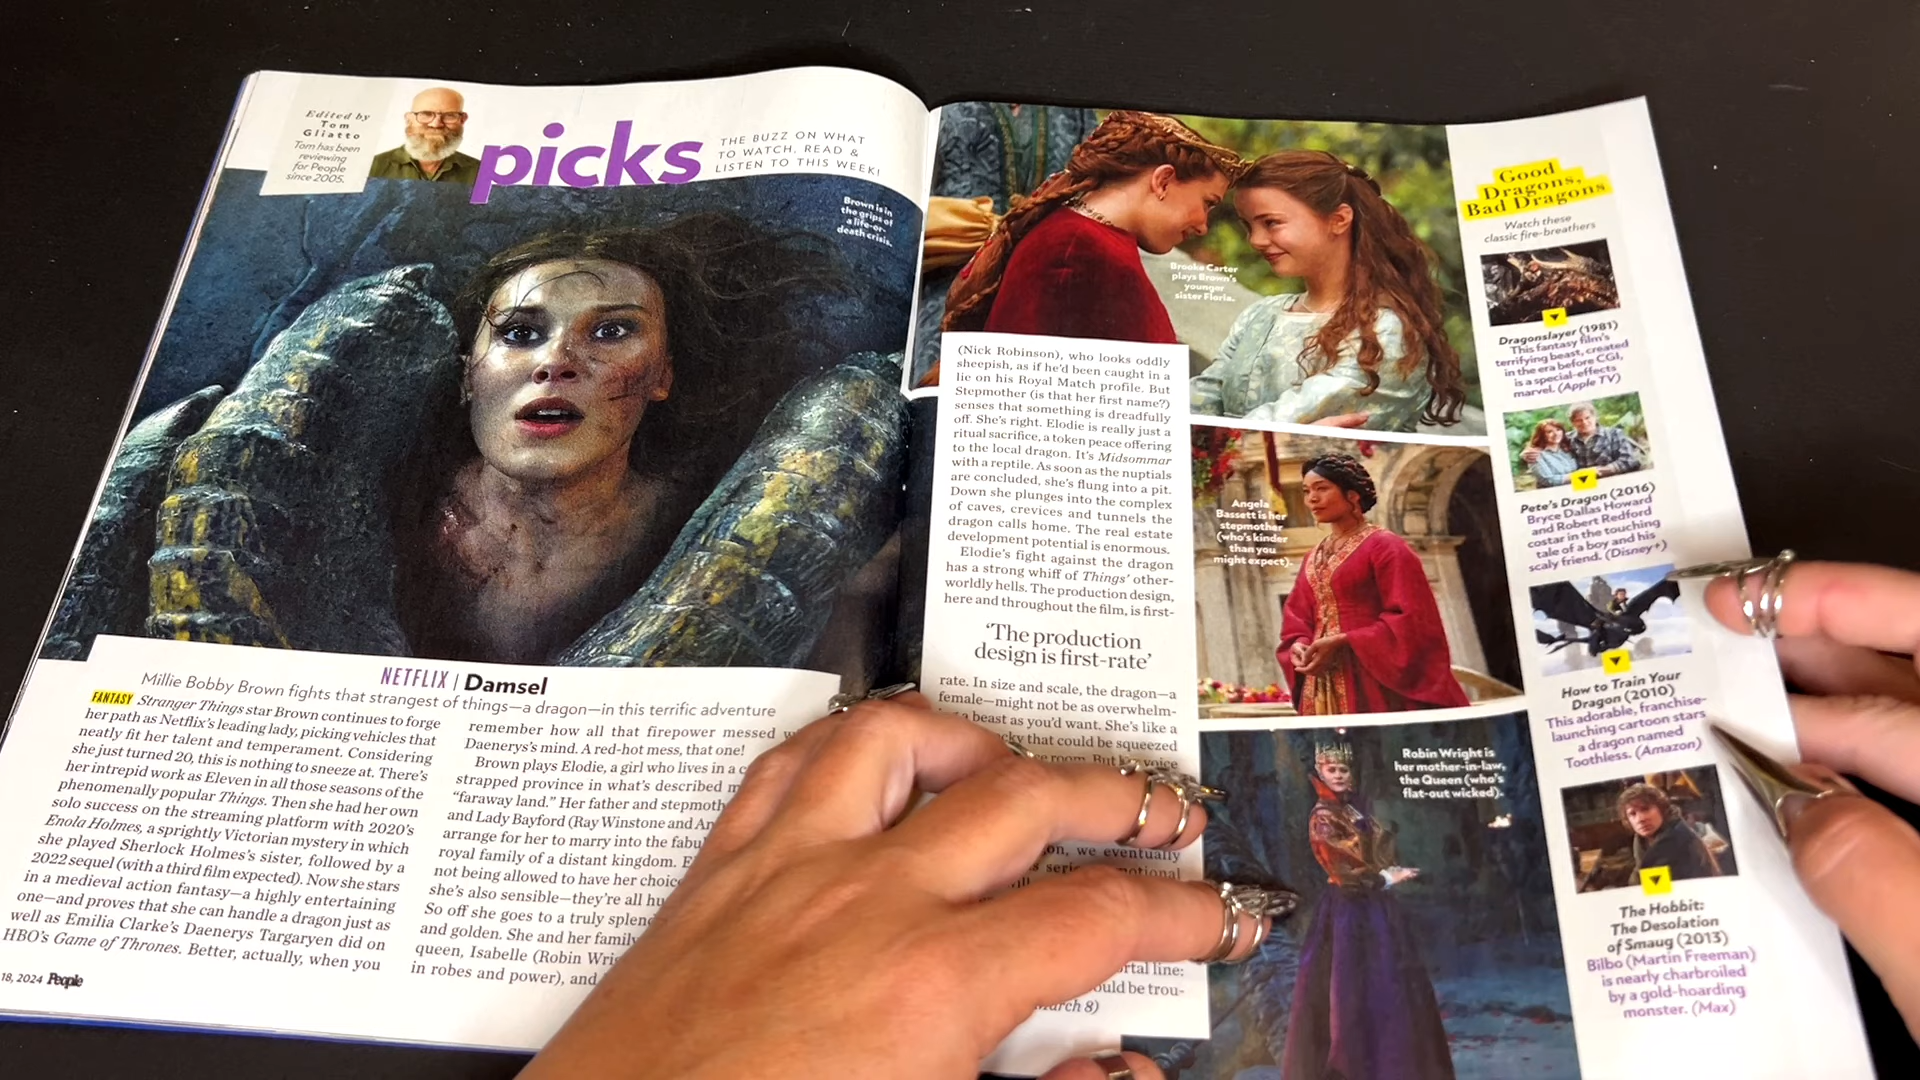 Edited by
Tom
Gliatto
Tom has been
reviewing
for People
since 2005.
picks
THE BUZZ ON WHAT
TO WATCH, READ &
LISTEN TO THIS WEEK!
Brown is in
the grips of
a life-or-
death crisis.
NETFLIX | Damsel
Millie Bobby Brown fights that strangest of things—a dragon—in this terrific adventure
FANTASY Stranger Things star Brown continues to forge
her path as Netflix's leading lady, picking vehicles that
neatly fit her talent and temperament. Considering
she just turned 20, this is nothing to sneeze at. There's
her intrepid work as Eleven in all those seasons of the
phenomenally popular Things. Then she had her own
solo success on the streaming platform with 2020's
Enola Holmes, a sprightly Victorian mystery in which
she played Sherlock Holmes's sister, followed by a
2022 sequel (with a third film expected). Now she stars
in a medieval action fantasy—a highly entertaining
one—and proves that she can handle a dragon just as
well as Emilia Clarke's Daenerys Targaryen did on
HBO's Game of Thrones. Better, actually, when you
remember how all that firepower messed
Daenerys's mind. A red-hot mess, that one!
Brown plays Elodie, a girl who lives in a
strapped province in what's described
"faraway land." Her father and
and Lady Bayford (Ray Winstone and
arrange for her to marry into the
royal family of a distant kingdom.
not being allowed to have her
she's also sensible—they're all
So off she goes to a truly
and golden. She and her family
queen, Isabelle (Robin
in robes and power), and
18, 2024 People
(Nick Robinson), who looks oddly
sheepish, as if he'd been caught in a
lie on his Royal Match profile. But
Stepmother (is that her first name?)
senses that something is dreadfully
off. She's right. Elodie is really just a
ritual sacrifice, a token peace offering
to the local dragon. It's Midsommar
with a reptile. As soon as the nuptials
are concluded, she's flung into a pit.
Down she plunges into the complex
of caves, crevices and tunnels the
dragon calls home. The real estate
development potential is enormous.
Elodie's fight against the dragon
has a strong whiff of Things' other-
worldly hells. The production design,
here and throughout the film, is first-
'The production
design is first-rate'
rate. In size and scale, the dragon—a
female—might not be as overwhelm-
a beast as you'd want. She's like a
that could be squeezed
room. But voice
we eventually
ortal line:
ould be trou-
March 8)
Brooke Carter
plays Brown's
younger
sister Floria.
Angela
Bassett is her
stepmother
(who's kinder
than you
might expect).
Robin Wright is
her mother-in-law,
the Queen (who's
flat-out wicked).
Good
Dragons,
Bad Dragons
Watch these
classic fire-breathers
Dragonslayer (1981)
This fantasy film's
terrifying beast, created
in the era before CGI,
is a special-effects
marvel. (Apple TV)
Pete's Dragon (2016)
Bryce Dallas Howard
and Robert Redford
costar in the touching
tale of a boy and his
scaly friend. (Disney+)
How to Train Your
Dragon (2010)
This adorable, franchise-
launching cartoon stars
a dragon named
Toothless. (Amazon)
The Hobbit:
The Desolation
of Smaug (2013)
Bilbo (Martin Freeman)
is nearly charbroiled
by a gold-hoarding
monster. (Max)